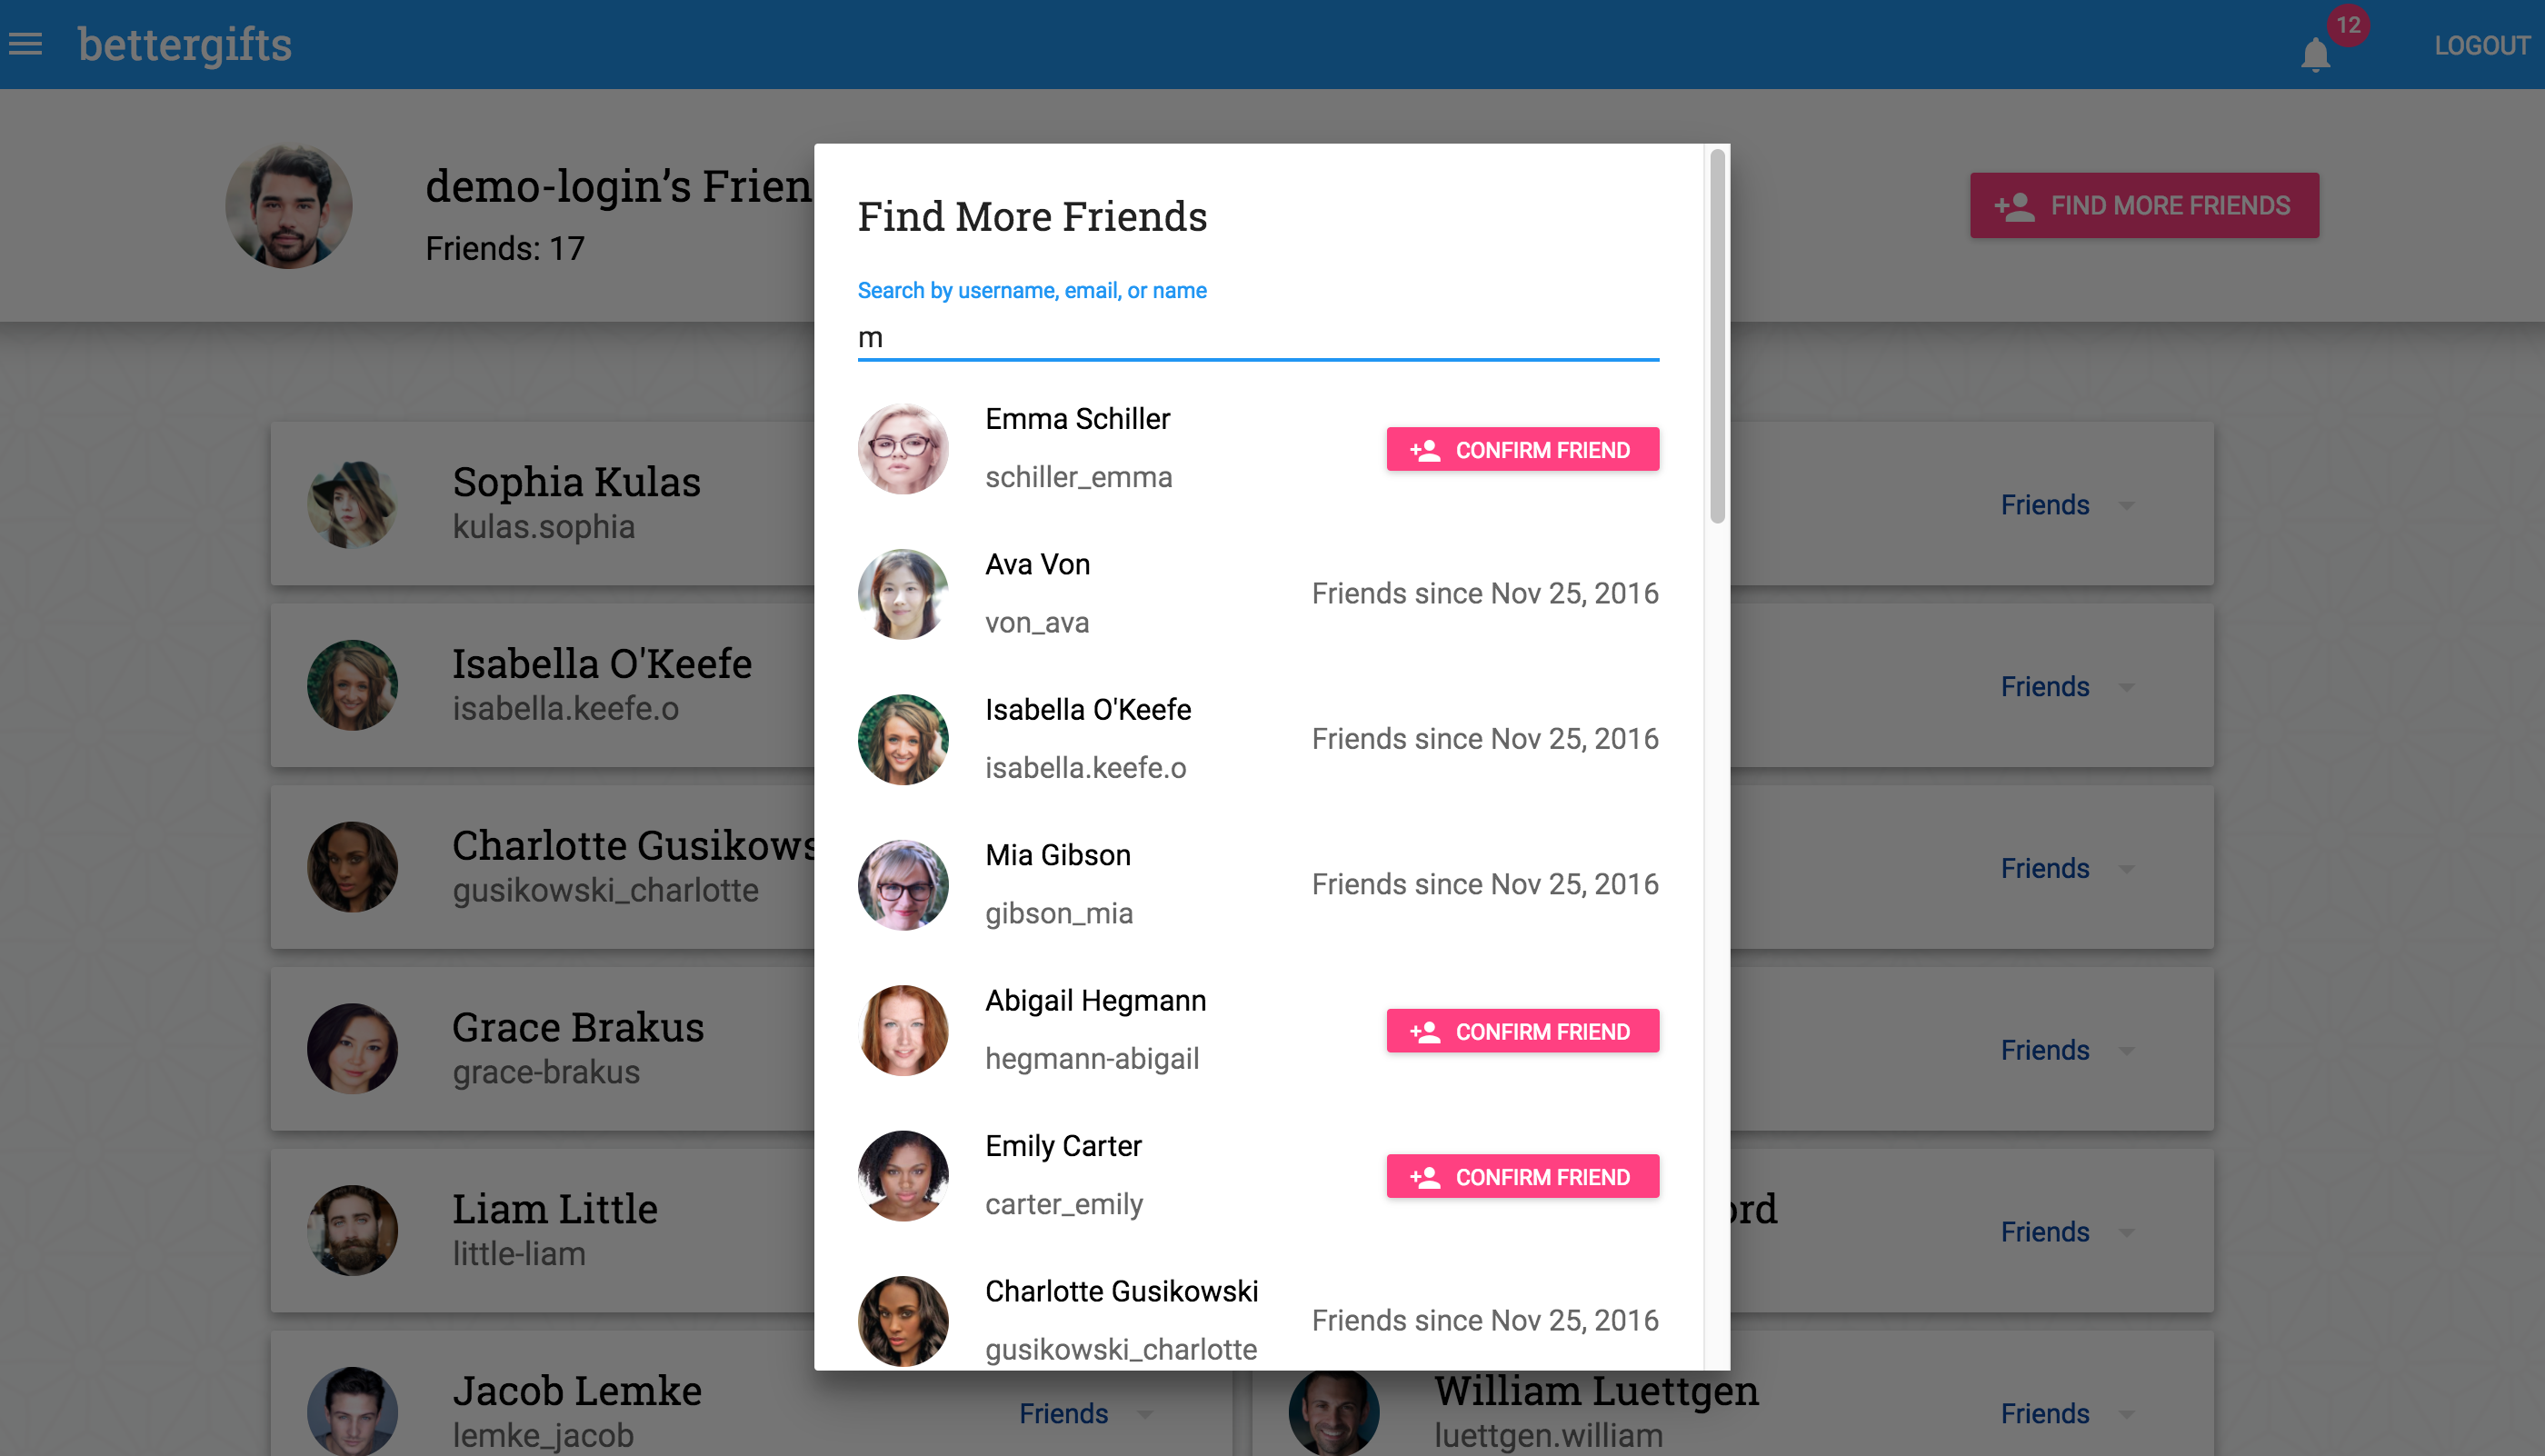 bettergifts
12
LOGOUT
demo-login’s Frien
Friends: 17
FIND MORE FRIENDS
Find More Friends
Search by username, email, or name
m
Emma Schiller
schiller_emma
CONFIRM FRIEND
Ava Von
von_ava
Friends since Nov 25, 2016
Isabella O'Keefe
isabella.keefe.o
Friends since Nov 25, 2016
Mia Gibson
gibson_mia
Friends since Nov 25, 2016
Abigail Hegmann
hegmann-abigail
CONFIRM FRIEND
Emily Carter
carter_emily
CONFIRM FRIEND
Charlotte Gusikowski
gusikowski_charlotte
Friends since Nov 25, 2016
Sophia Kulas
kulas.sophia
Friends
Isabella O'Keefe
isabella.keefe.o
Friends
Charlotte Gusikows
gusikowski_charlotte
Friends
Grace Brakus
grace-brakus
Friends
Liam Little
little-liam
ord
Friends
Jacob Lemke
lemke_jacob
Friends
William Luettgen
luettgen.william
Friends